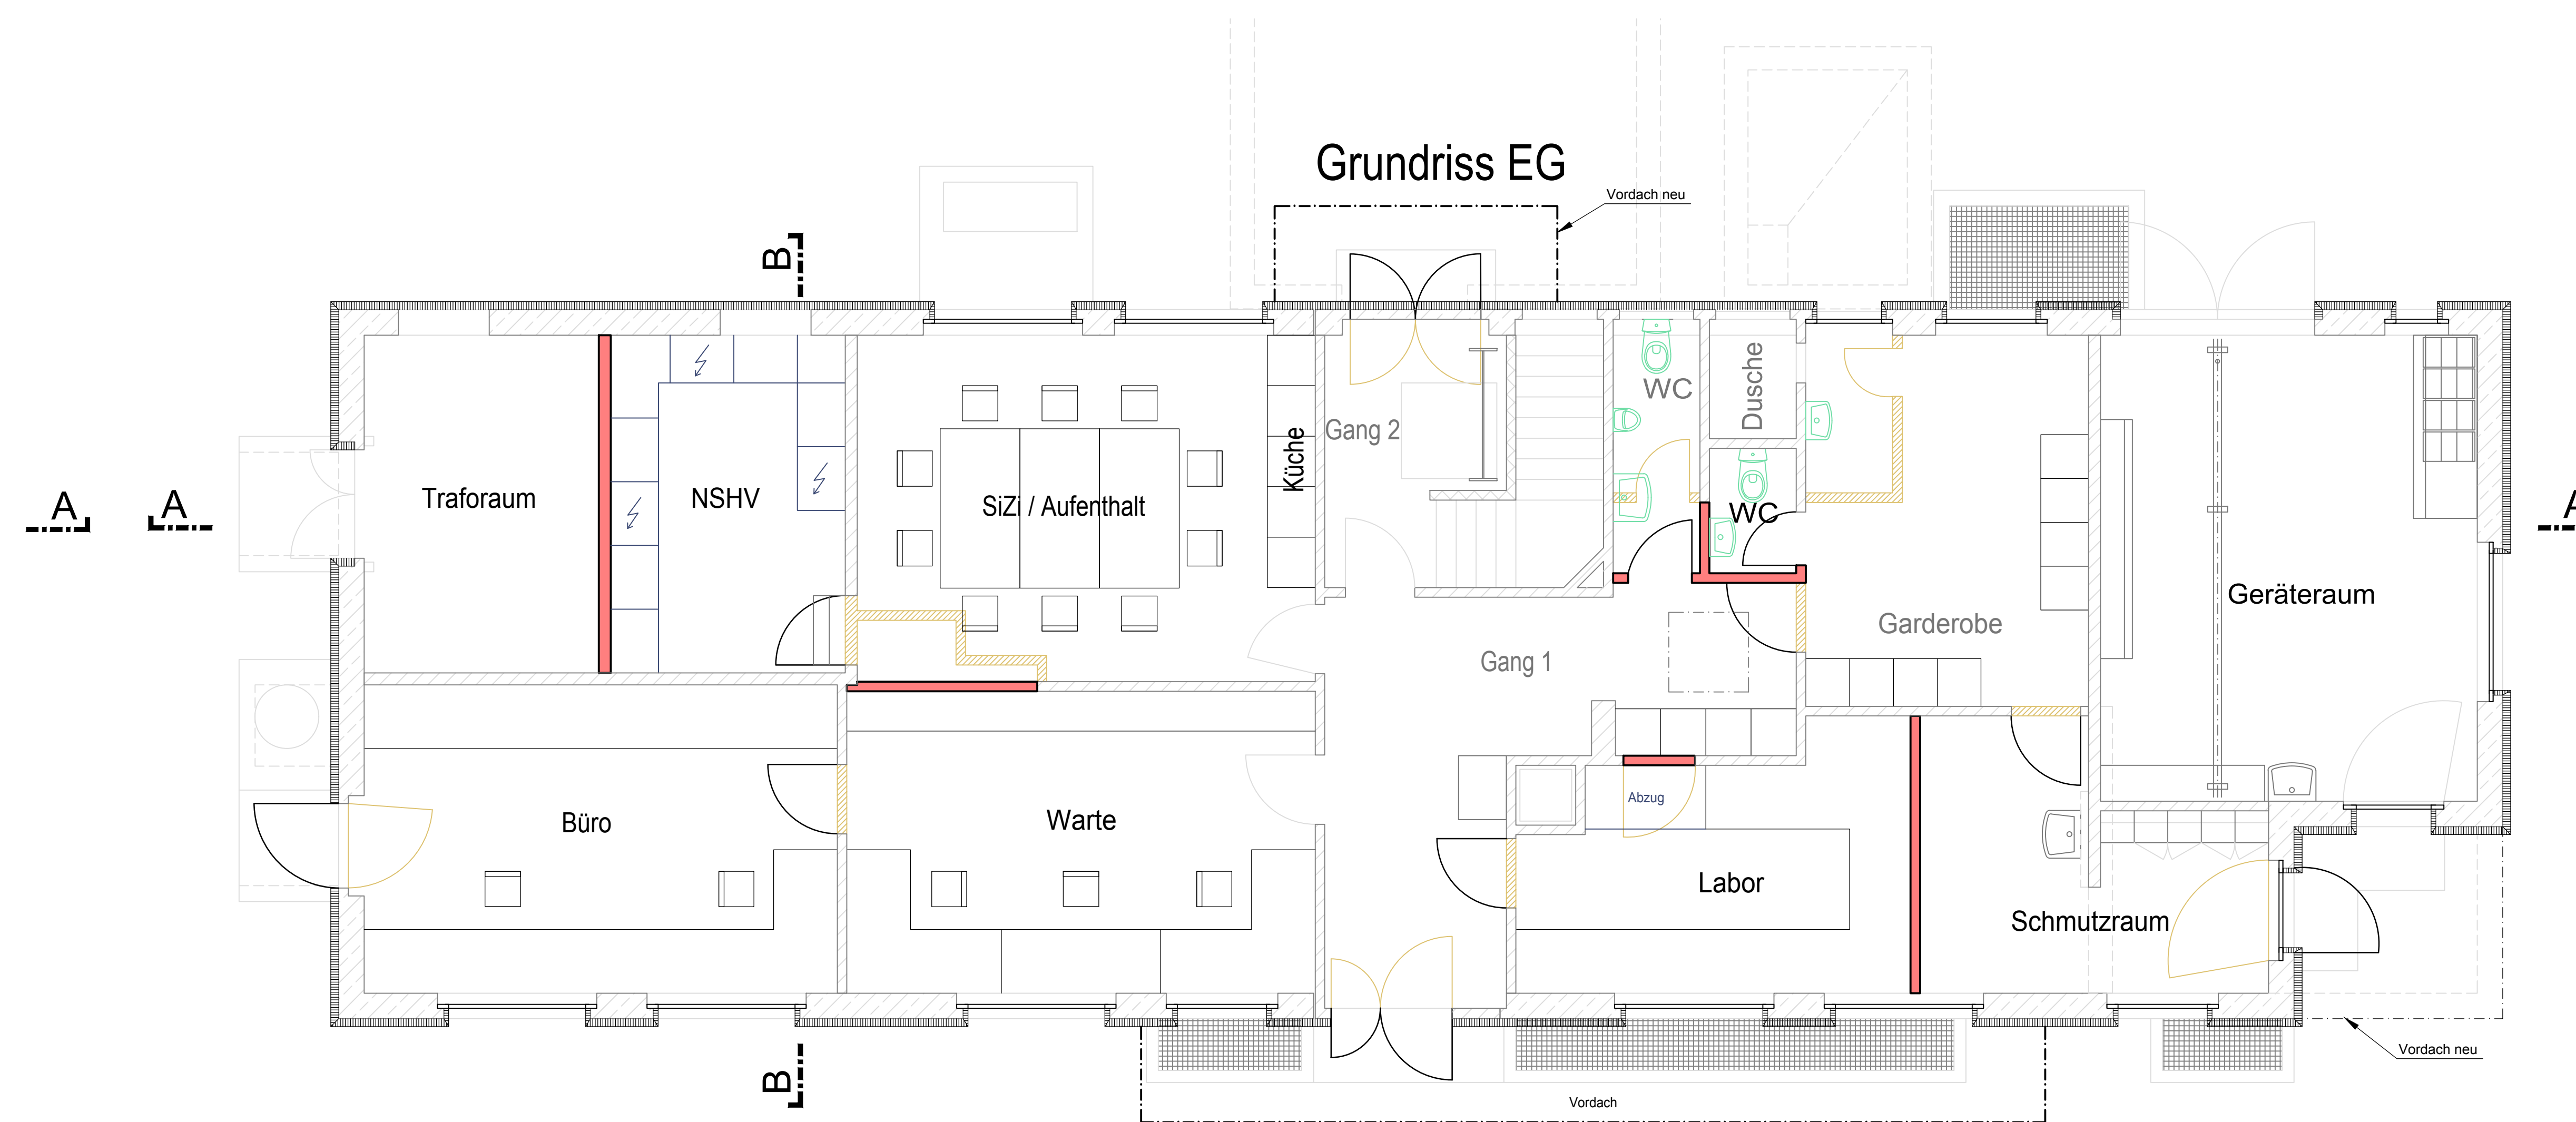 Grundriss EG
Vordach neu
B
WC
Dusche
Gang 2
Küche
A
A
Traforaum
NSHV
SiZi / Aufenthalt
WC
A
Geräteraum
Garderobe
Gang 1
Abzug
Büro
Warte
Labor
Schmutzraum
Vordach neu
B
Vordach